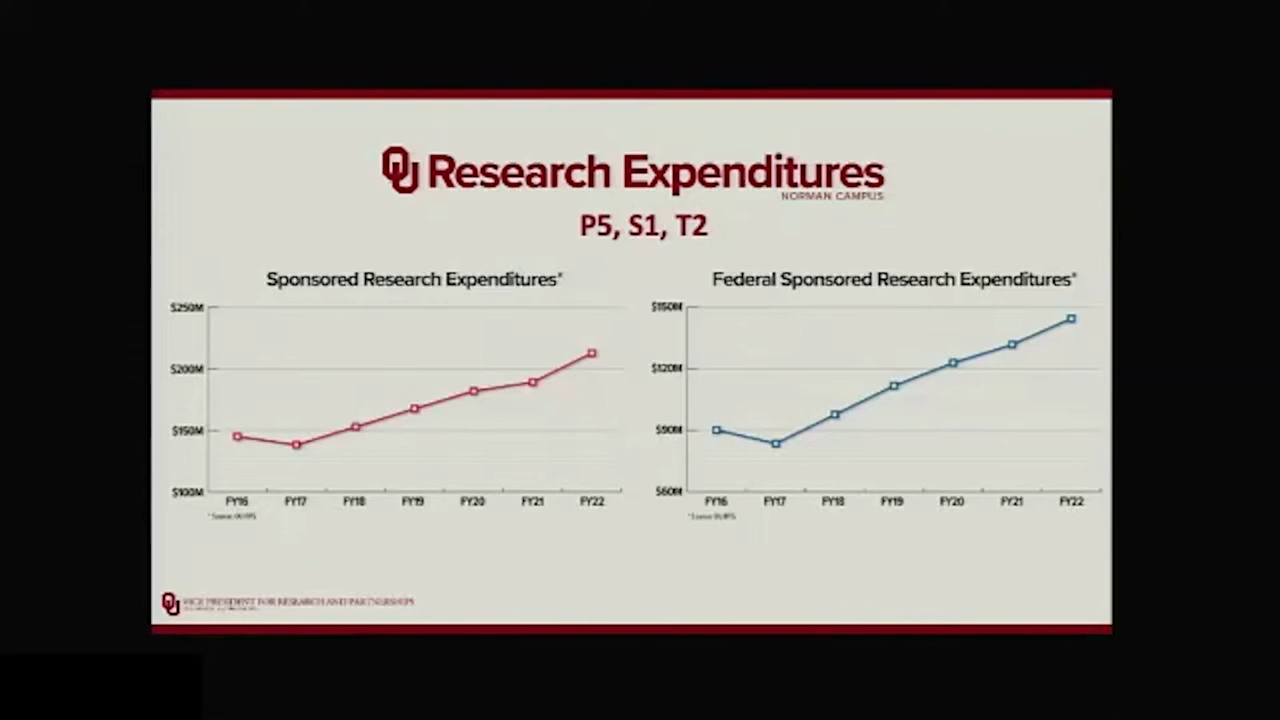 OU Research Expenditures
NORMAN CAMPUS
P5, S1, T2
Sponsored Research Expenditures*
$250M
$200M
$150M
$100M
FY16 FY17 FY18 FY19 FY20 FY21 FY22
Federal Sponsored Research Expenditures*
$150M
$120M
$90M
$60M
FY16 FY17 FY18 FY19 FY20 FY21 FY22
OU VICE PRESIDENT FOR RESEARCH AND PARTNERSHIPS